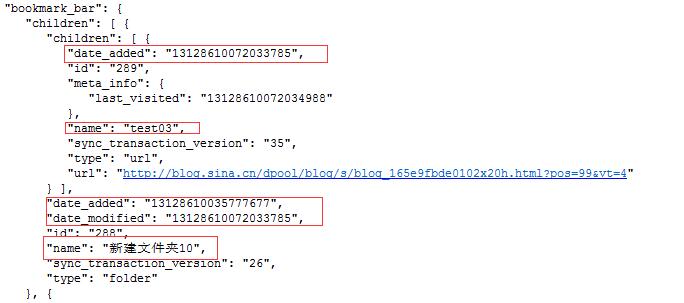 "bookmark_bar": {
"children": [ {
"children": [ {
"date_added": "13128610072033785",
"id": "289",
"meta_info": {
"last_visited": "13128610072034988"
},
"name": "test03",
"sync_transaction_version": "35",
"type": "url",
"url": "http://blog.sina.cn/dpool/blog/s/blog_165e9fbde0102x20h.html?pos=99&vt=4"
} ],
"date_added": "13128610035777677",
"date_modified": "13128610072033785",
"id": "288",
"name": "新建文件夹10",
"sync_transaction_version": "26",
"type": "folder"
}, {